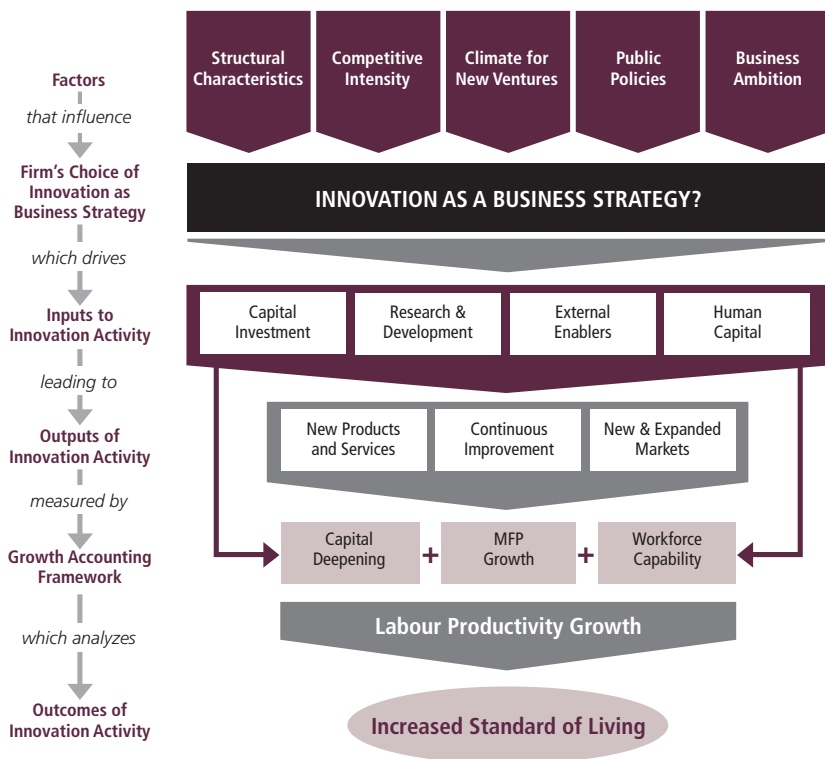 Structural
Characteristics
Competitive
Intensity
Climate for
New Ventures
Public
Policies
Business
Ambition
Factors
that influence
Firm's Choice of
Innovation as
Business Strategy
INNOVATION AS A BUSINESS STRATEGY?
which drives
Inputs to
Innovation Activity
Capital
Investment
Research &
Development
External
Enablers
Human
Capital
leading to
Outputs of
Innovation Activity
New Products
and Services
Continuous
Improvement
New & Expanded
Markets
measured by
Growth Accounting
Framework
Capital
Deepening
+
MFP
Growth
+
Workforce
Capability
which analyzes
Labour Productivity Growth
Outcomes of
Innovation Activity
Increased Standard of Living